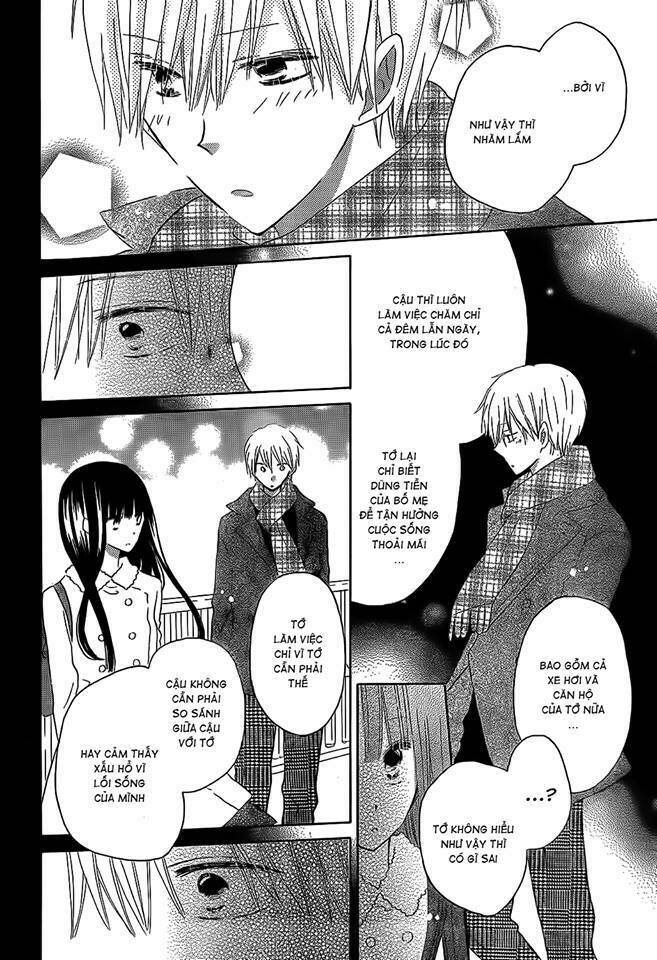 ...BỞI VÌ
NHƯ VẬY THÌ
NHẦM LẮM
CẬU THÌ LUÔN
LÀM VIỆC CHĂM CHỈ
CẢ ĐÊM LẪN NGÀY,
TRONG LÚC ĐÓ
TỚ LẠI
CHỈ BIẾT
DÙNG TIỀN
CỦA BỐ MẸ
ĐỂ TẬN HƯỞNG
CUỘC SỐNG
THOẢI MÁI
...
BAO GỒM CẢ
XE HƠI VÀ
CĂN HỘ
CỦA TỚ NỮA
...
...?
TỚ KHÔNG HIỂU
NHƯ VẬY THÌ
CÓ GÌ SAI
TỚ
LÀM VIỆC
CHỈ VÌ TỚ
CẦN PHẢI
THẾ
CẬU KHÔNG
CẦN PHẢI
SO SÁNH
GIỮA CẬU
VỚI TỚ
HAY CẢM THẤY
XẤU HỔ VÌ
LỐI SỐNG
CỦA MÌNH